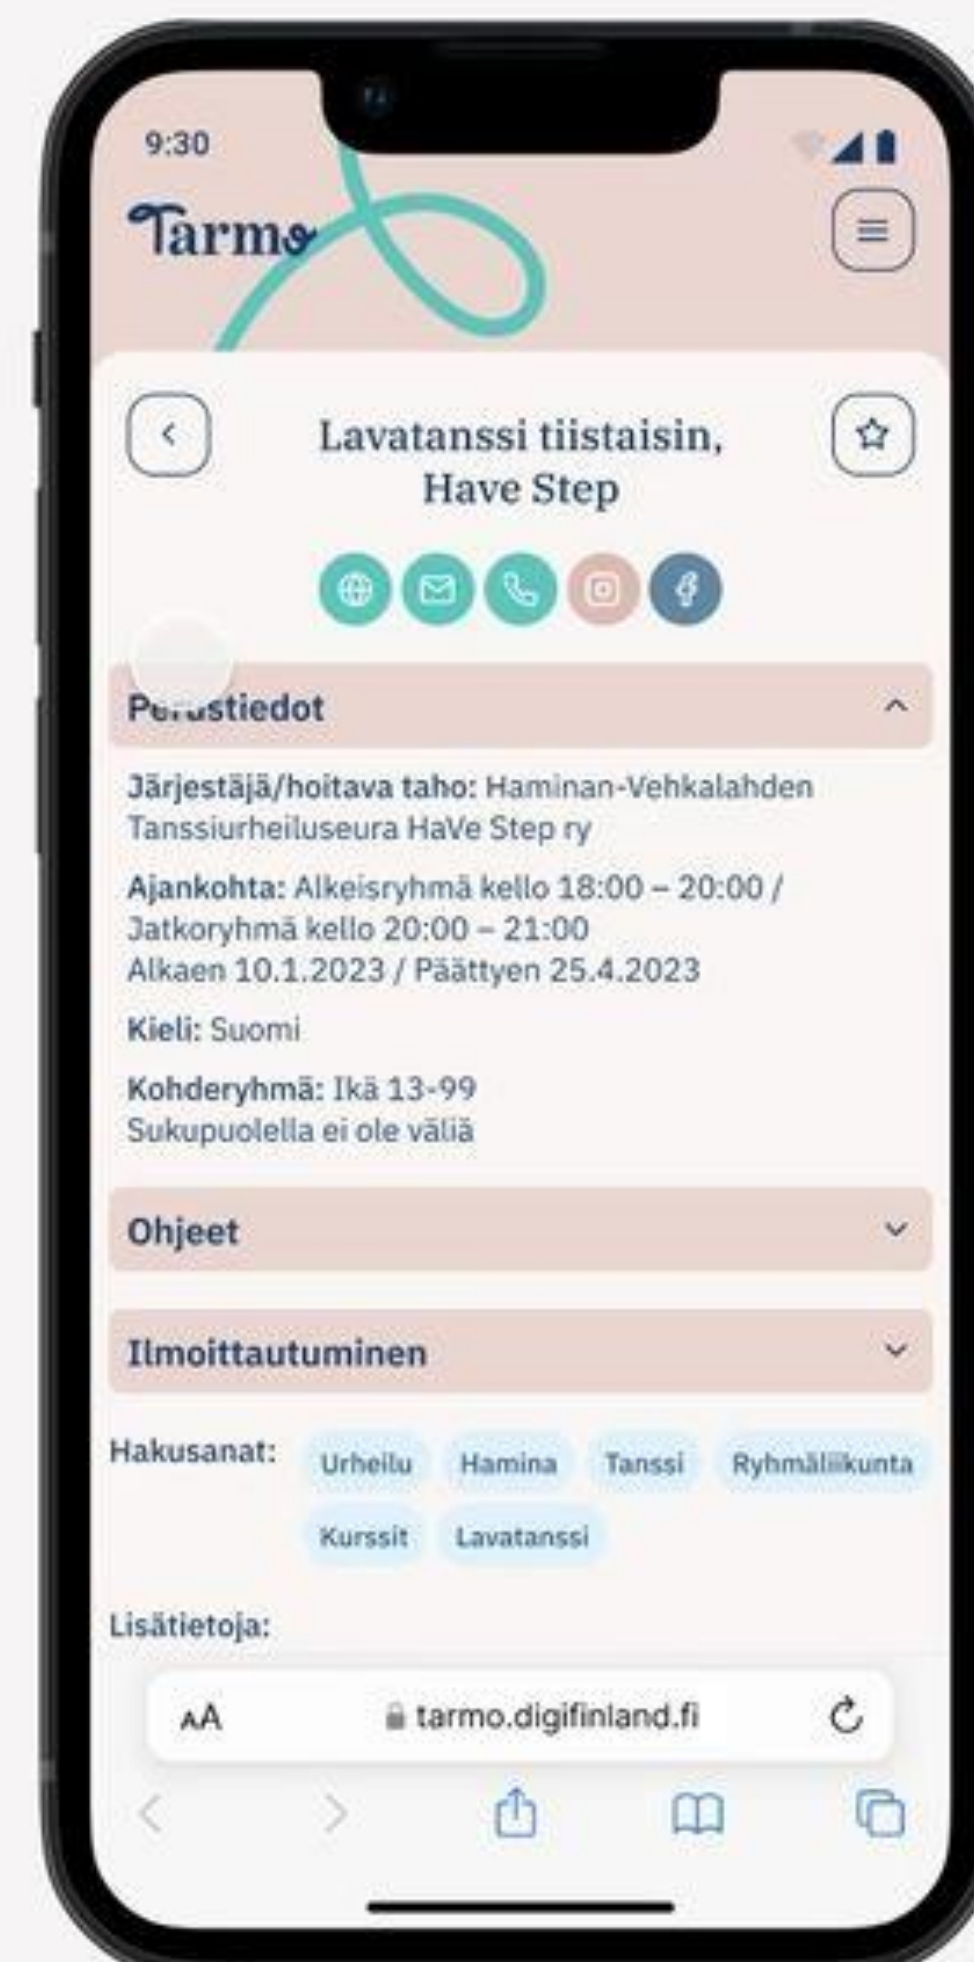 9:30
Tarmo
Lavatanssi tiistaisin,
Have Step
Perustiedot
Järjestäjä/hoitava taho: Haminan-Vehkalahden
Tanssiurheiluseura HaVe Step ry
Ajankohta: Alkeisryhmä kello 18:00 – 20:00 /
Jatkoryhmä kello 20:00 – 21:00
Alkaen 10.1.2023 / Päättyen 25.4.2023
Kieli: Suomi
Kohderyhmä: Ikä 13-99
Sukupuolella ei ole väliä
Ohjeet
Ilmoittautuminen
Hakusanat: Urheilu Hamina Tanssi Ryhmäliikunta
Kurssit Lavatanssi
Lisätietoja:
AA tarmo.digifinland.fi